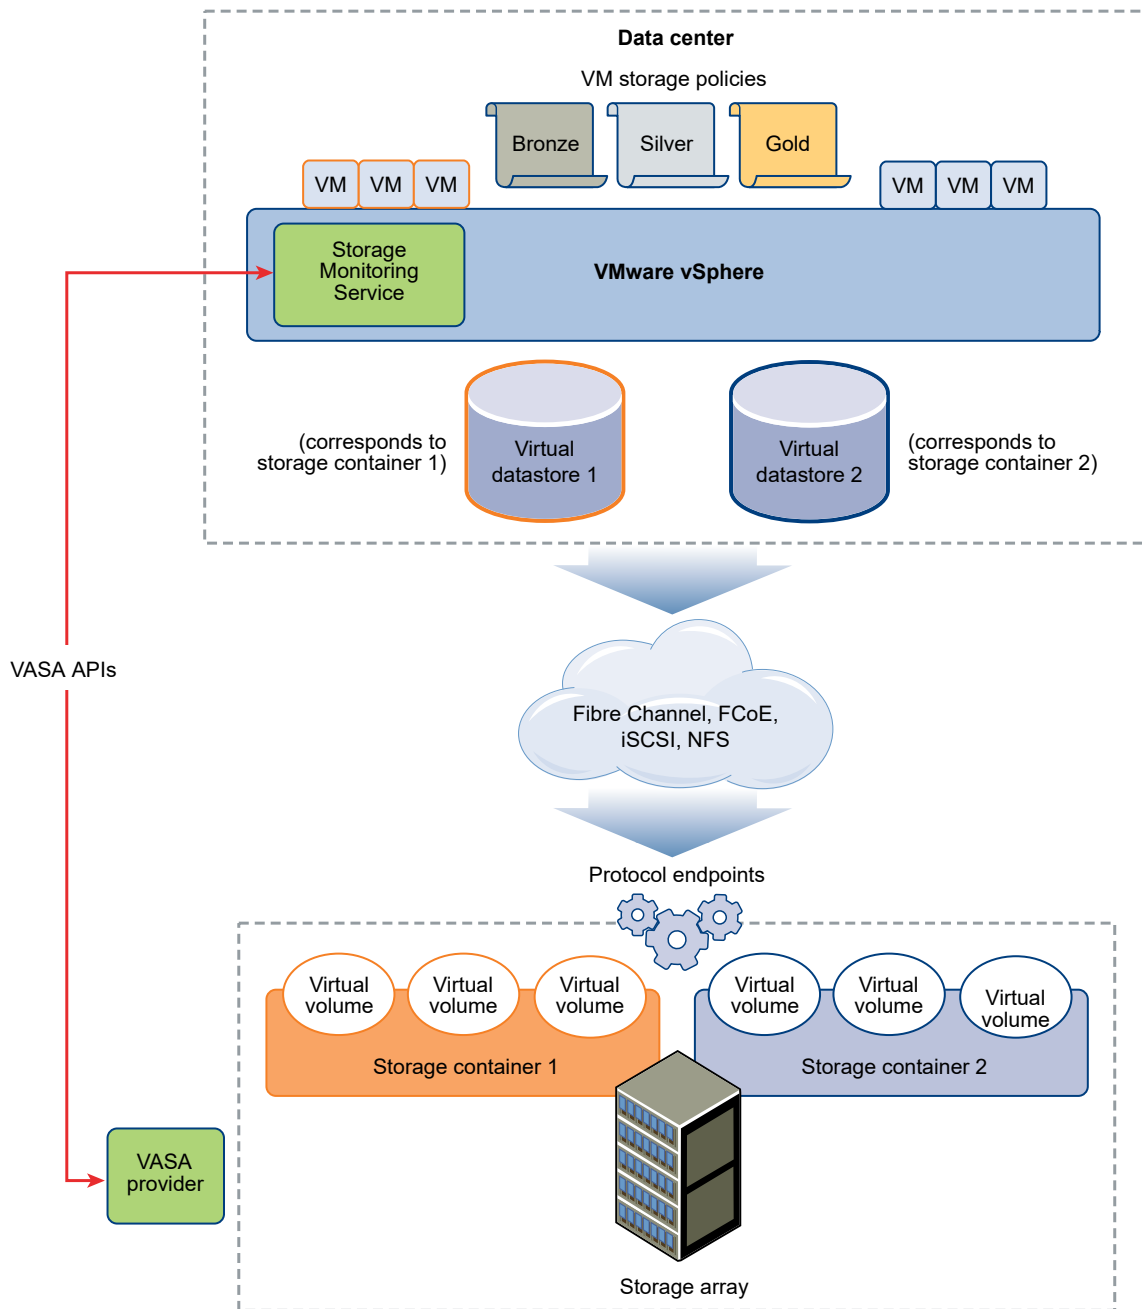 Data center
VM storage policies
Bronze
Silver
Gold
VM
VM
VM
VM
VM
VM
Storage
Monitoring
Service
VMware vSphere
(corresponds to
storage container 1)
Virtual
datastore 1
Virtual
datastore 2
(corresponds to
storage container 2)
VASA APIs
Fibre Channel, FCoE,
iSCSI, NFS
Protocol endpoints
Virtual
volume
Virtual
volume
Virtual
volume
Virtual
volume
Virtual
volume
Virtual
volume
Storage container 1
Storage container 2
VASA
provider
Storage array